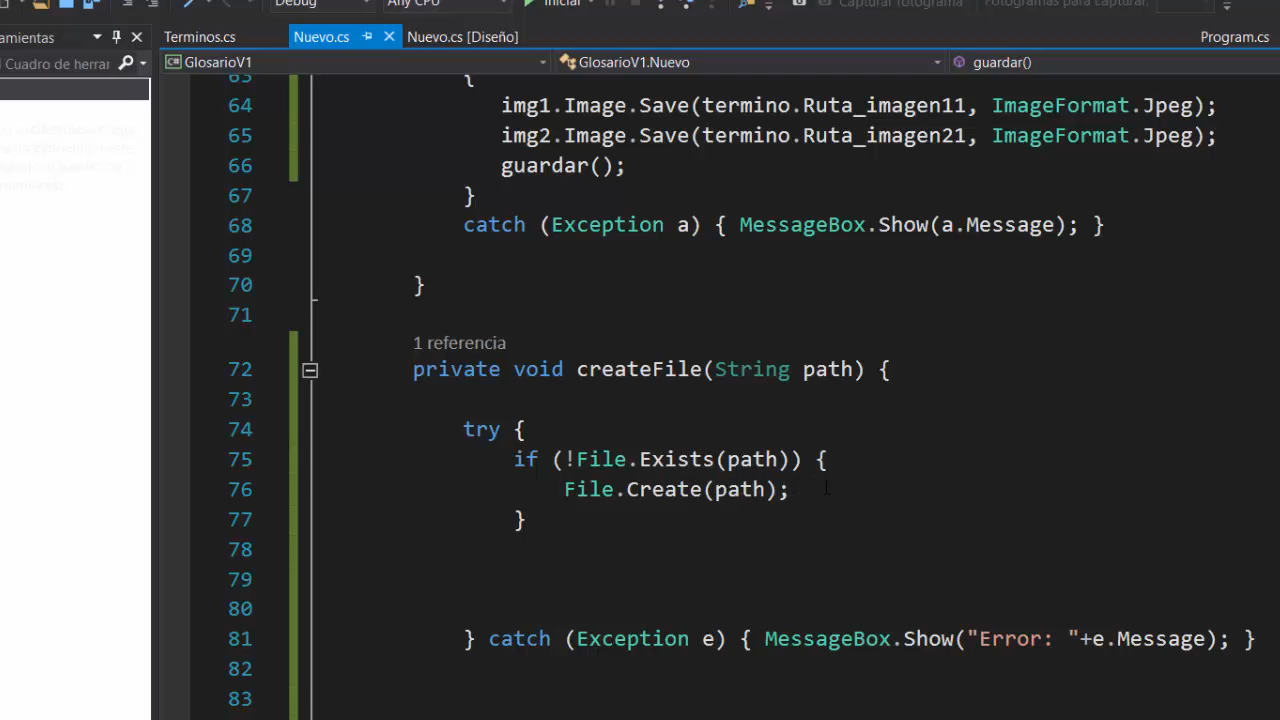 Debug
Any CPU
Iniciar
Capturar fotograma
Fotogramas para capturar:
amientas
Terminos.cs
Nuevo.cs
Nuevo.cs [Diseño]
Program.cs
Cuadro de herrar
GlosarioV1
GlosarioV1.Nuevo
guardar()
63 {
64 img1.Image.Save(termino.Ruta_imagen11, ImageFormat.Jpeg);
65 img2.Image.Save(termino.Ruta_imagen21, ImageFormat.Jpeg);
66 guardar();
67 }
68 catch (Exception a) { MessageBox.Show(a.Message); }
69
70 }
71
1 referencia
72 private void createFile(String path) {
73
74 try {
75 if (!File.Exists(path)) {
76 File.Create(path);
77 }
78
79
80
81 } catch (Exception e) { MessageBox.Show("Error: "+e.Message); }
82
83